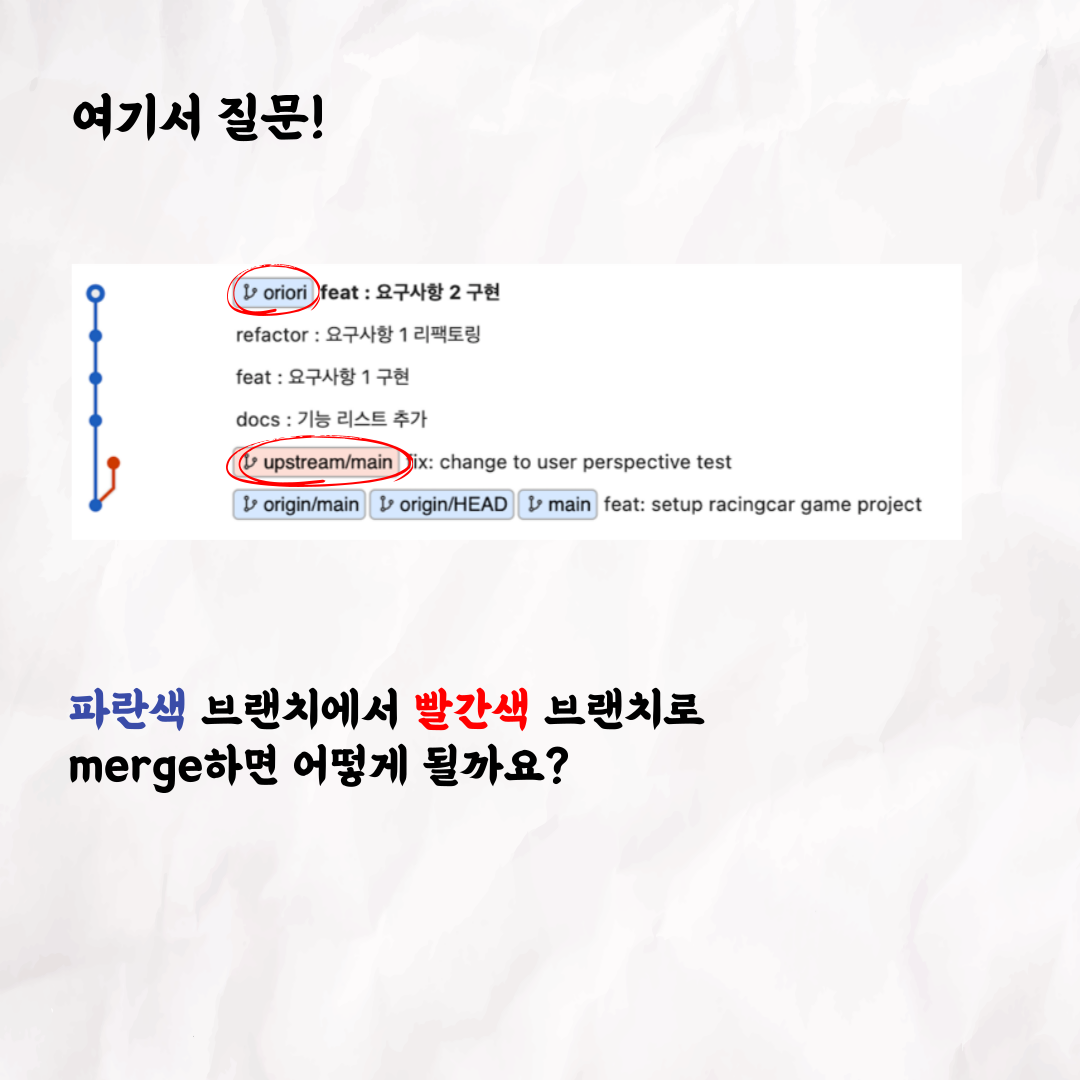 여기서 질문!
oriori feat : 요구사항 2 구현
refactor : 요구사항 1 리팩토링
feat : 요구사항 1 구현
docs : 기능 리스트 추가
upstream/main fix: change to user perspective test
origin/main origin/HEAD main feat: setup racingcar game project
파란색 브랜치에서 빨간색 브랜치로
merge하면 어떻게 될까요?